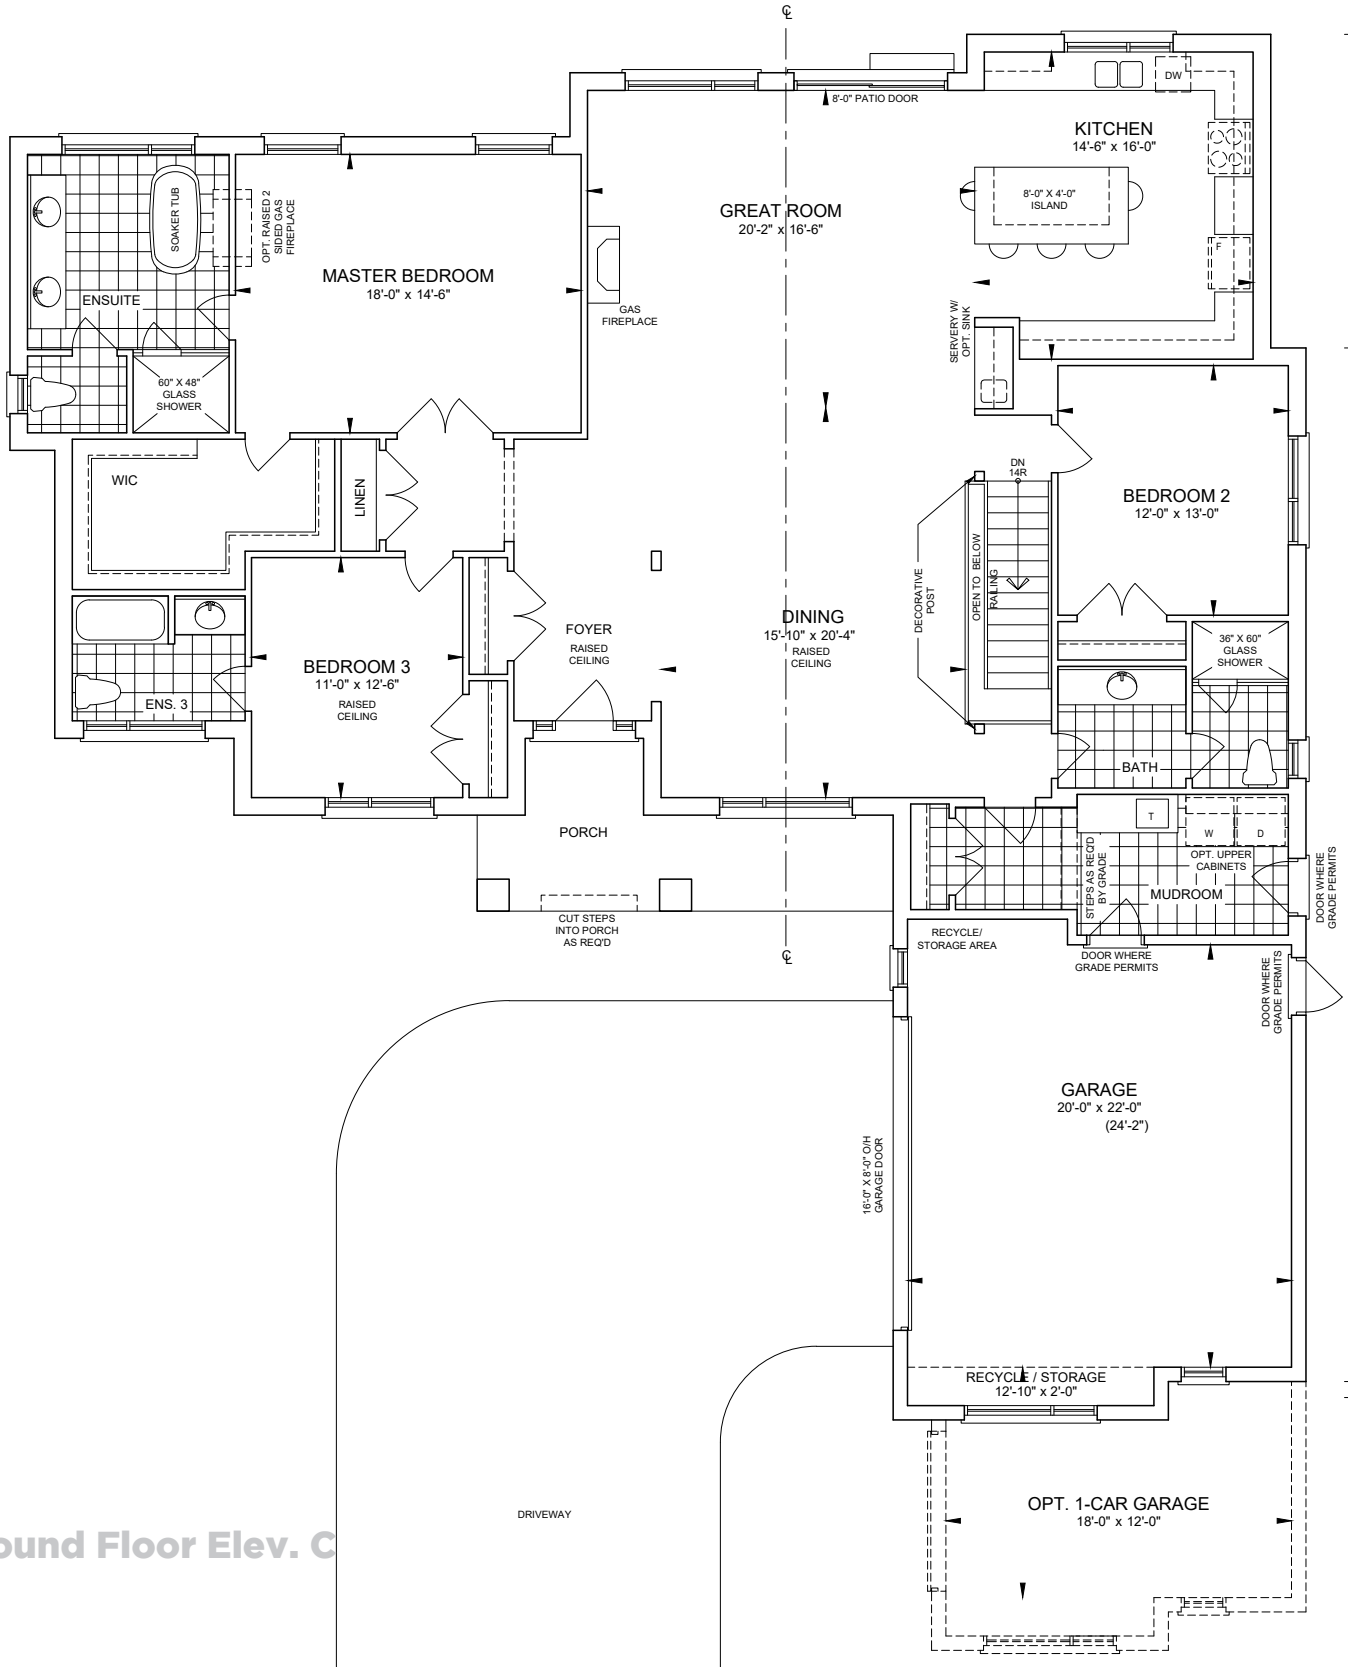 ℄
8'-0" PATIO DOOR
DW
KITCHEN
14'-6" x 16'-0"
8'-0" X 4'-0"
ISLAND
F
GREAT ROOM
20'-2" x 16'-6"
SOAKER TUB
OPT. RAISED 2
SIDED GAS
FIREPLACE
MASTER BEDROOM
18'-0" x 14'-6"
ENSUITE
GAS
FIREPLACE
SERVERY W/
OPT. SINK
60" X 48"
GLASS
SHOWER
WIC
LINEN
DN
14R
BEDROOM 2
12'-0" x 13'-0"
DECORATIVE
POST
OPEN TO BELOW
RAILING
FOYER
RAISED
CEILING
DINING
15'-10" x 20'-4"
RAISED
CEILING
36" X 60"
GLASS
SHOWER
BEDROOM 3
11'-0" x 12'-6"
RAISED
CEILING
ENS. 3
BATH
PORCH
T
W
D
STEPS AS REQ'D
BY GRADE
OPT. UPPER
CABINETS
MUDROOM
DOOR WHERE
GRADE PERMITS
CUT STEPS
INTO PORCH
AS REQ'D
RECYCLE/
STORAGE AREA
DOOR WHERE
GRADE PERMITS
DOOR WHERE
GRADE PERMITS
℄
GARAGE
20'-0" x 22'-0"
(24'-2")
16'-0" X 8'-0" O/H
GARAGE DOOR
RECYCLE / STORAGE
12'-10" x 2'-0"
OPT. 1-CAR GARAGE
18'-0" x 12'-0"
DRIVEWAY
ound Floor Elev. C